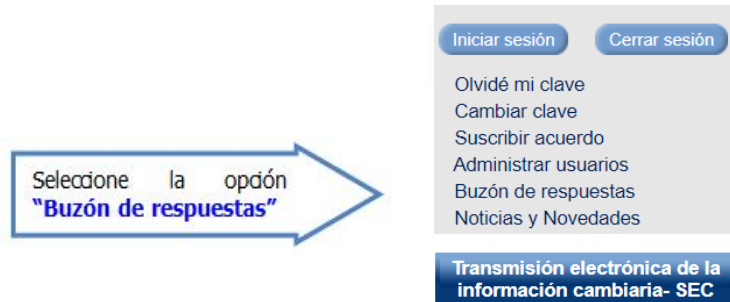 Iniciar sesión Cerrar sesión
Olvidé mi clave
Cambiar clave
Suscribir acuerdo
Administrar usuarios
Buzón de respuestas
Noticias y Novedades
Seleccione la opción
“Buzón de respuestas”
Transmisión electrónica de la
información cambiaria- SEC